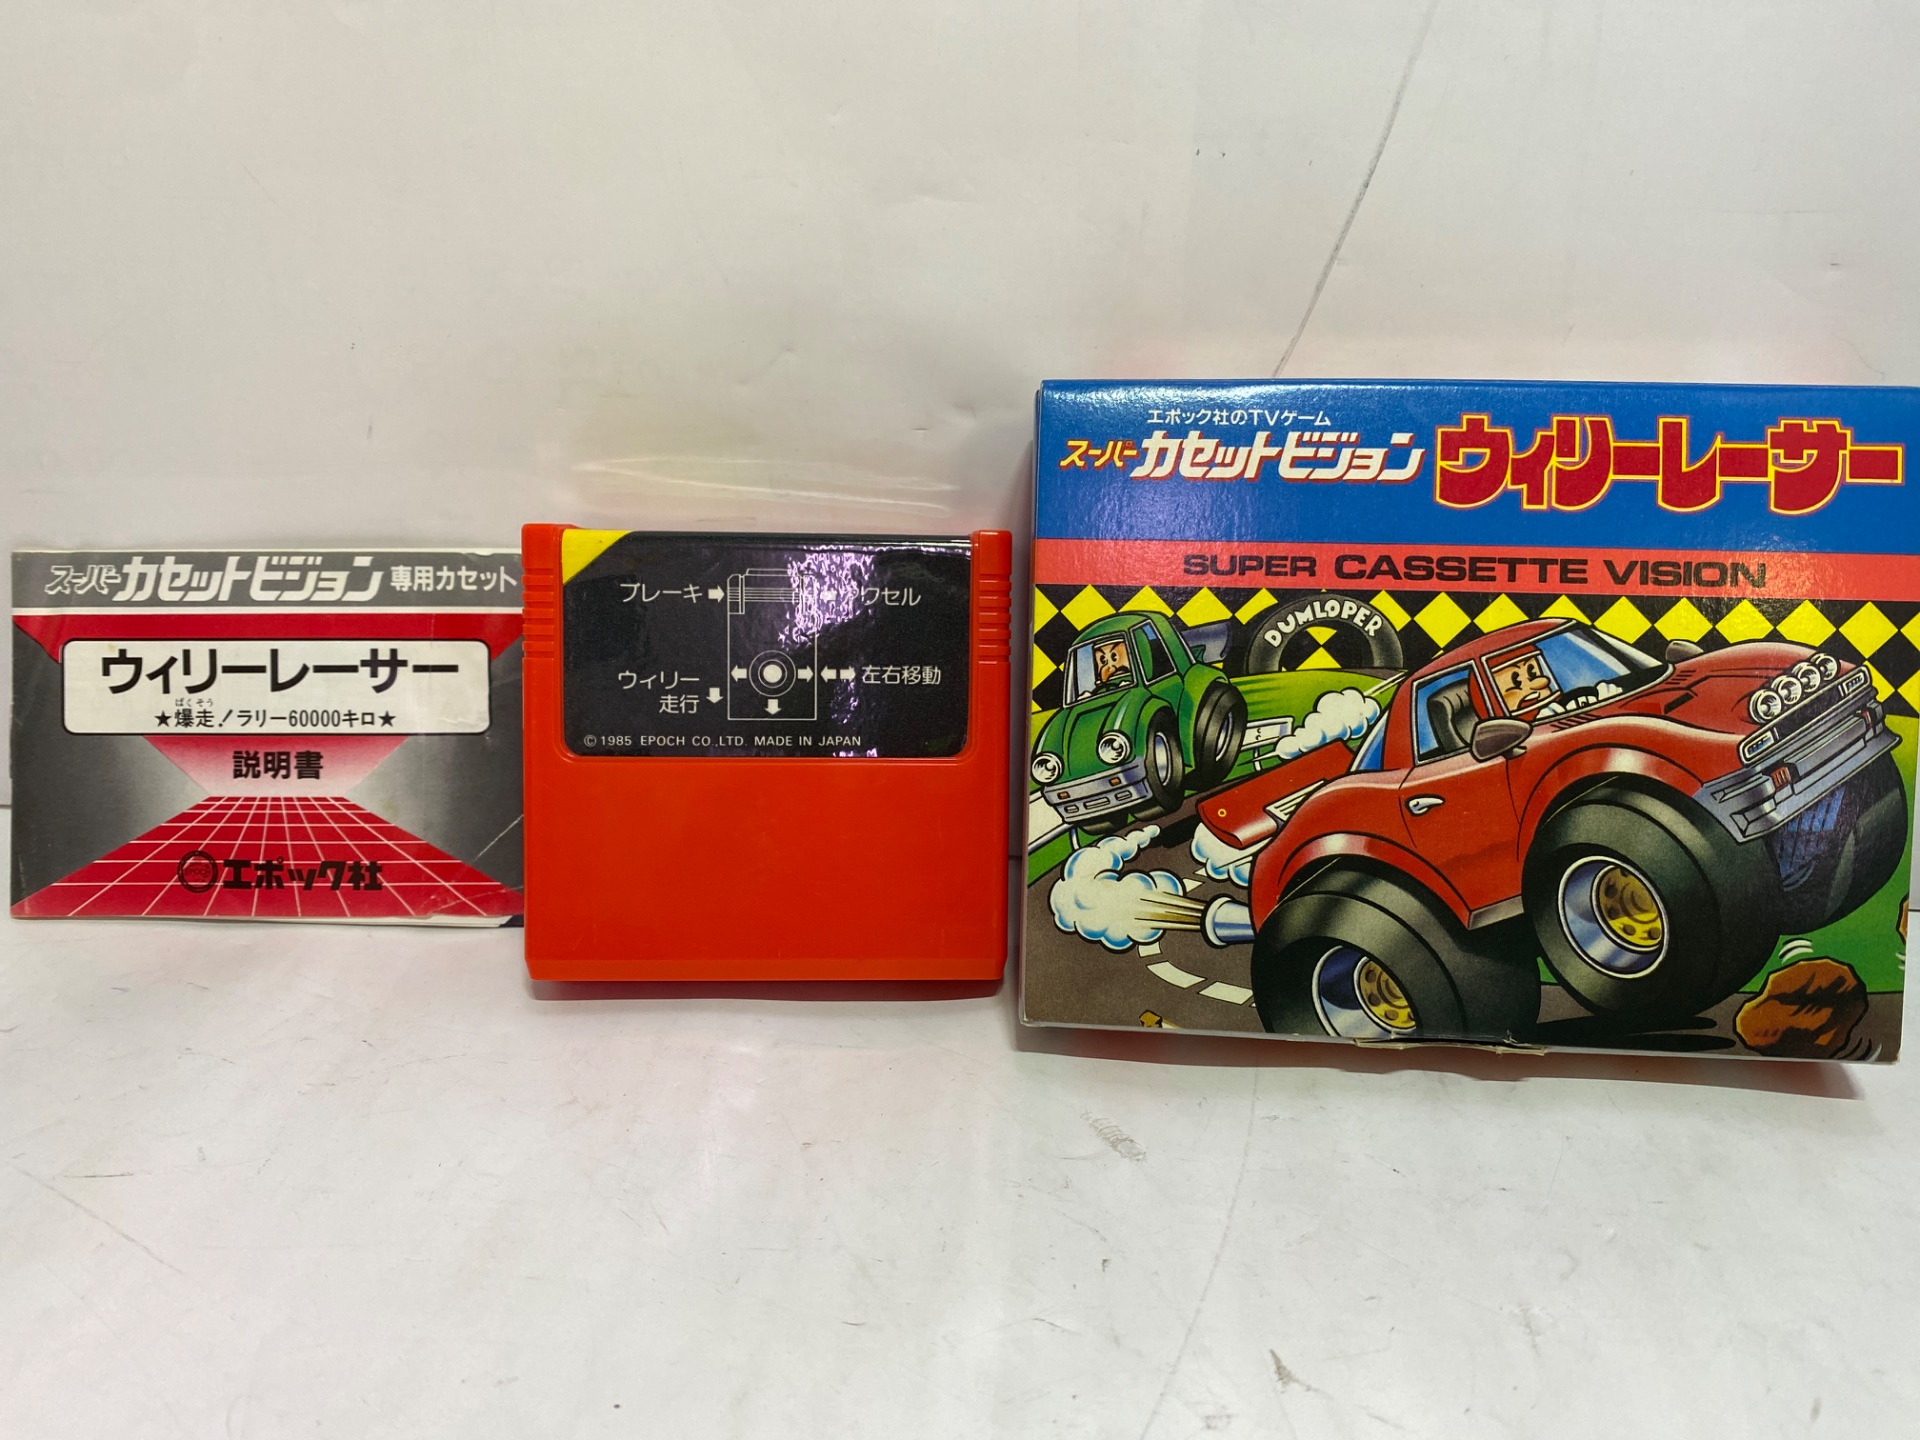 スーパーカセットビジョン専用カセット
ウィリーレーサー
ばくそう
★爆走!ラリー60000キロ★
説明書
エポック社
ブレーキ
クセル
ウィリー
走行
左右移動
© 1985 EPOCH CO.,LTD. MADE IN JAPAN
エポック社のTVゲーム
スーパーカセットビジョン
ウィリーレーサー
SUPER CASSETTE VISION
DUMLOPER